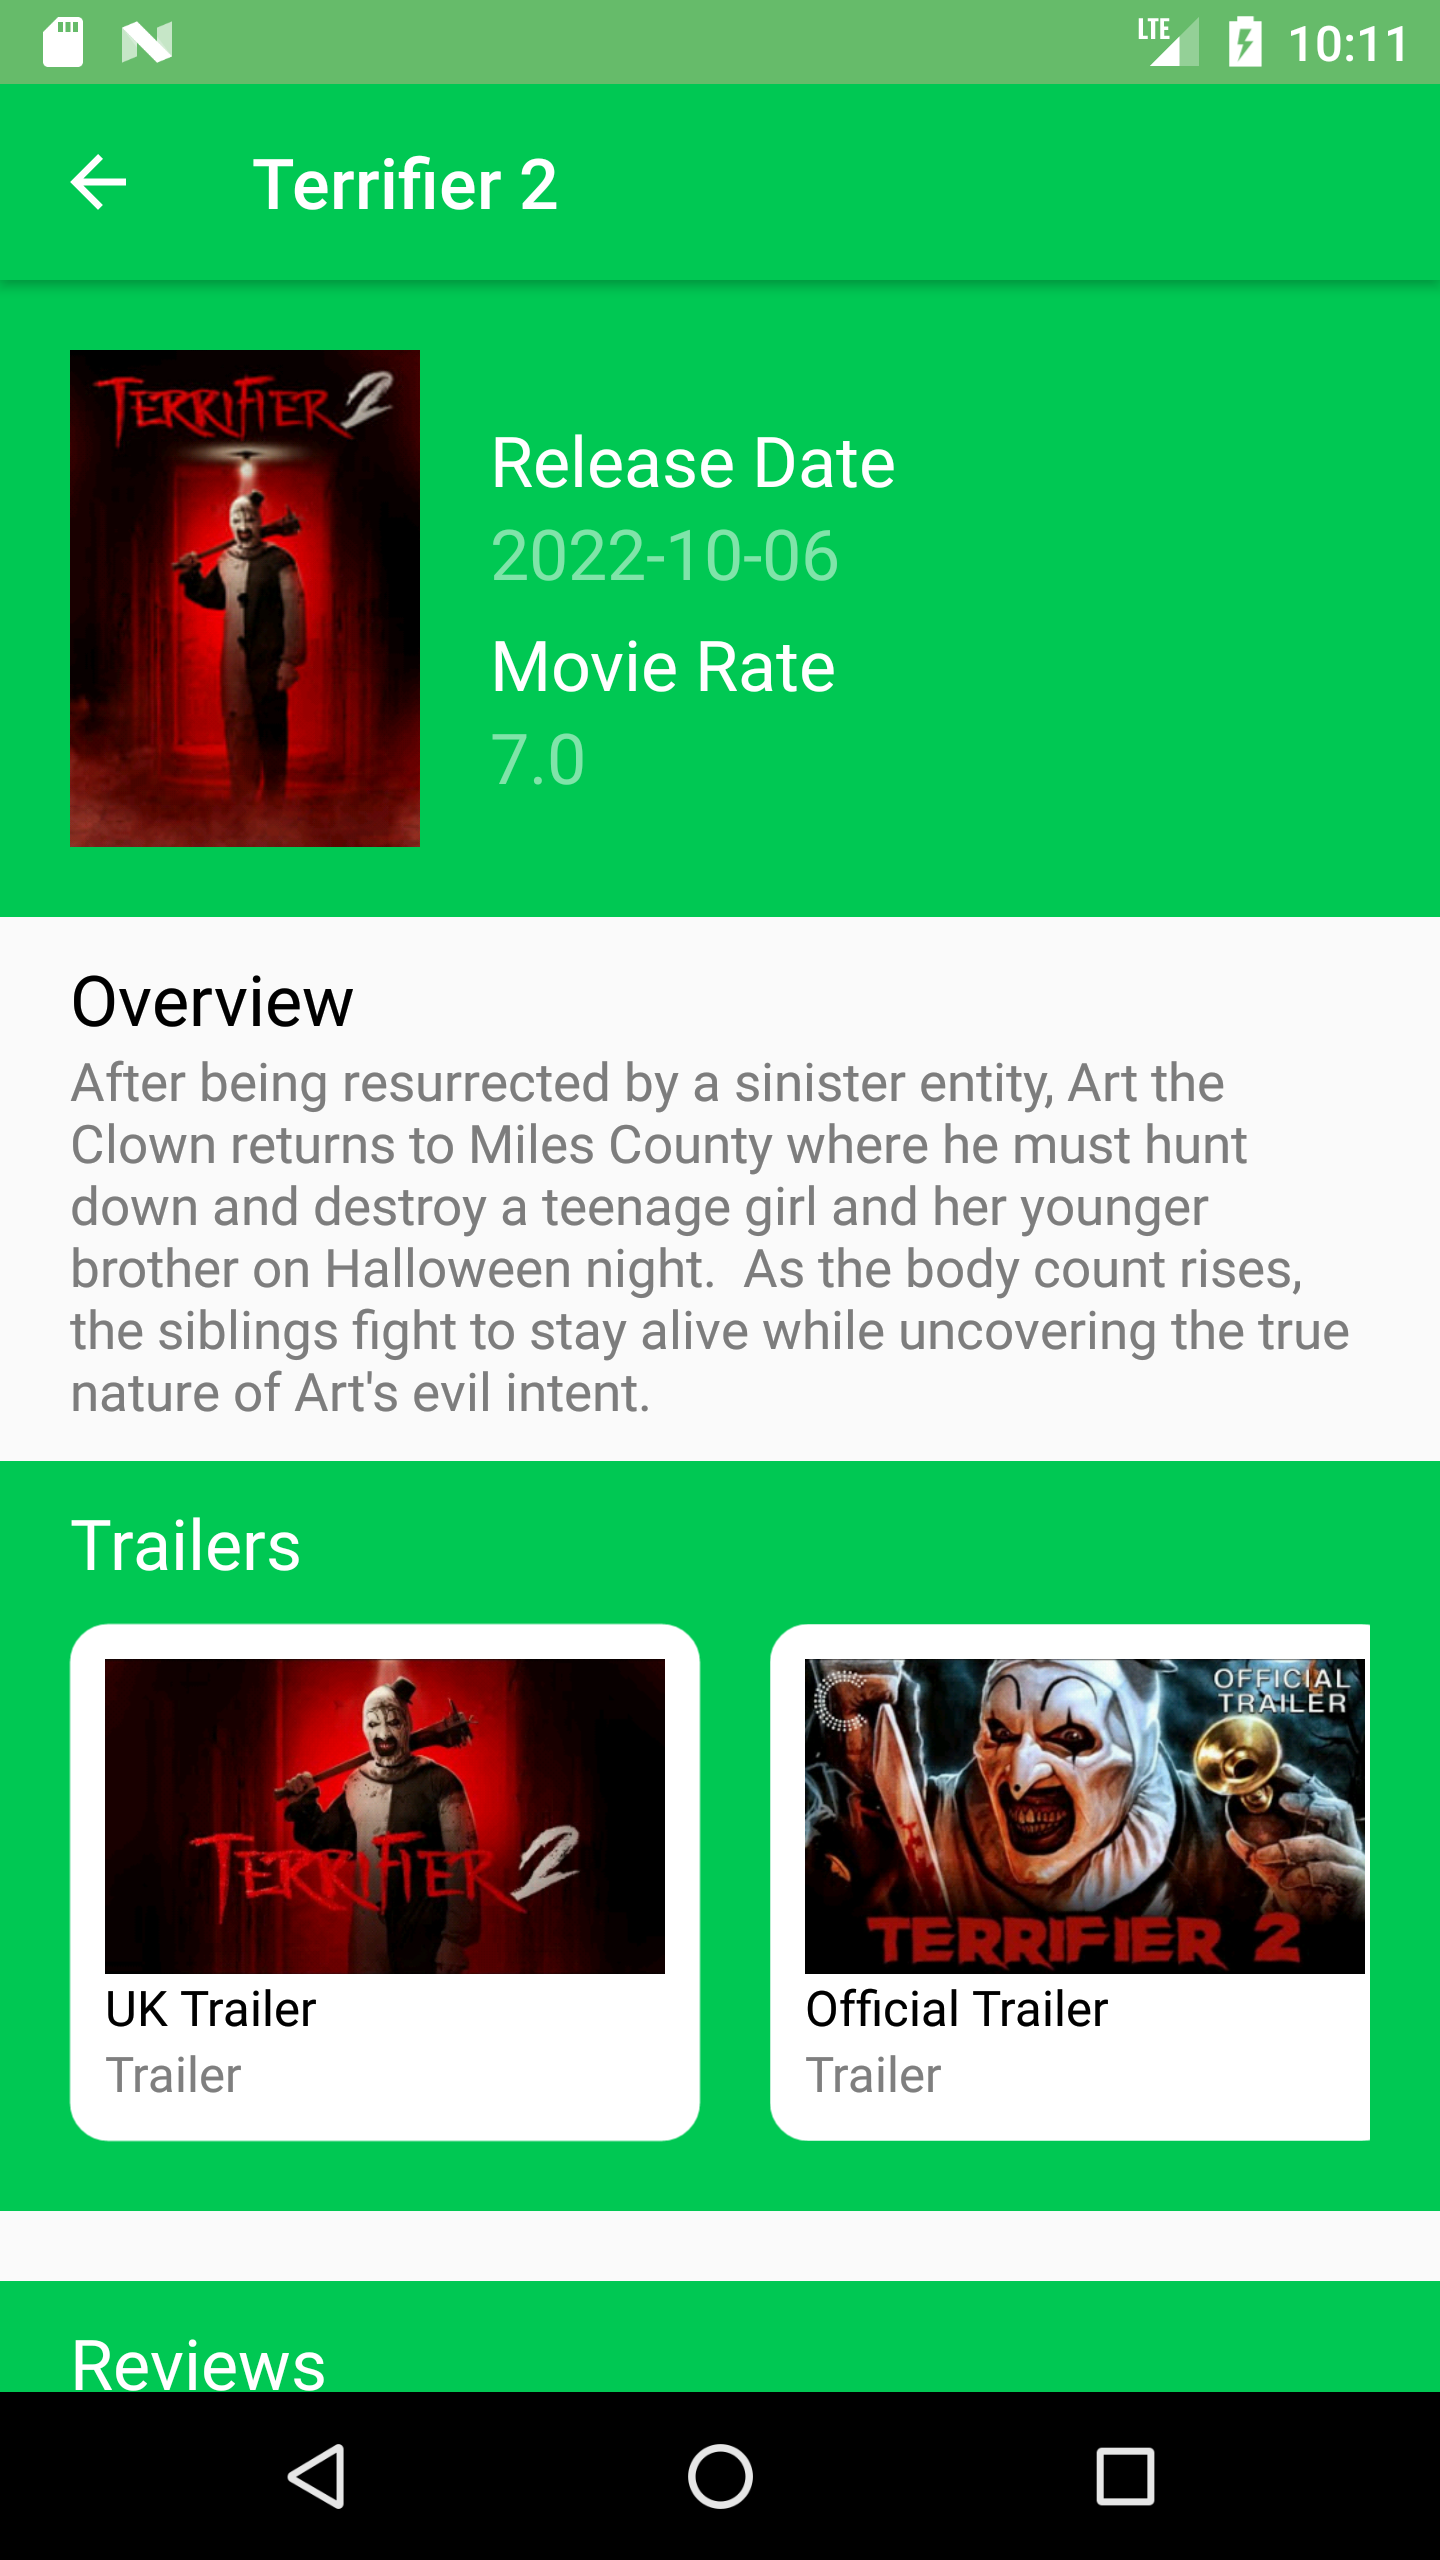 LTE 10:11
Terrifier 2
TERRIFIER 2
Release Date
2022-10-06
Movie Rate
7.0
Overview
After being resurrected by a sinister entity, Art the
Clown returns to Miles County where he must hunt
down and destroy a teenage girl and her younger
brother on Halloween night.  As the body count rises,
the siblings fight to stay alive while uncovering the true
nature of Art's evil intent.
Trailers
TERRIFIER 2
UK Trailer
Trailer
OFFICIAL
TRAILER
TERRIFIER 2
Official Trailer
Trailer
Reviews